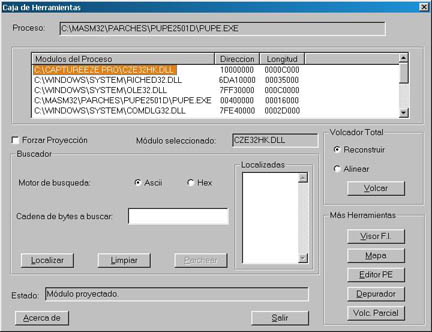 Caja de Herramientas
Proceso: C:\MASM32\PARCHES\PUPE2501D\PUPE.EXE
Modulos del Proceso Direccion Longitud
C:\CAPTUREEZE PRO\CZE32HK.DLL 10000000 0000C000
C:\WINDOWS\SYSTEM\RICHED32.DLL 6DA10000 00035000
C:\WINDOWS\SYSTEM\OLE32.DLL 7FF30000 000C0000
C:\MASM32\PARCHES\PUPE2501D\PUPE.EXE 00400000 00016000
C:\WINDOWS\SYSTEM\COMDLG32.DLL 7FE40000 0002D000
Forzar Proyección Módulo seleccionado: CZE32HK.DLL
Buscador
Motor de busqueda: Ascii Hex
Cadena de bytes a buscar:
Localizar Limpiar Parchear
Localizadas
Volcador Total
Reconstruir
Alinear
Volcar
Más Herramientas
Visor F.I.
Mapa
Editor PE
Depurador
Volc. Parcial
Estado: Módulo proyectado.
Acerca de Salir